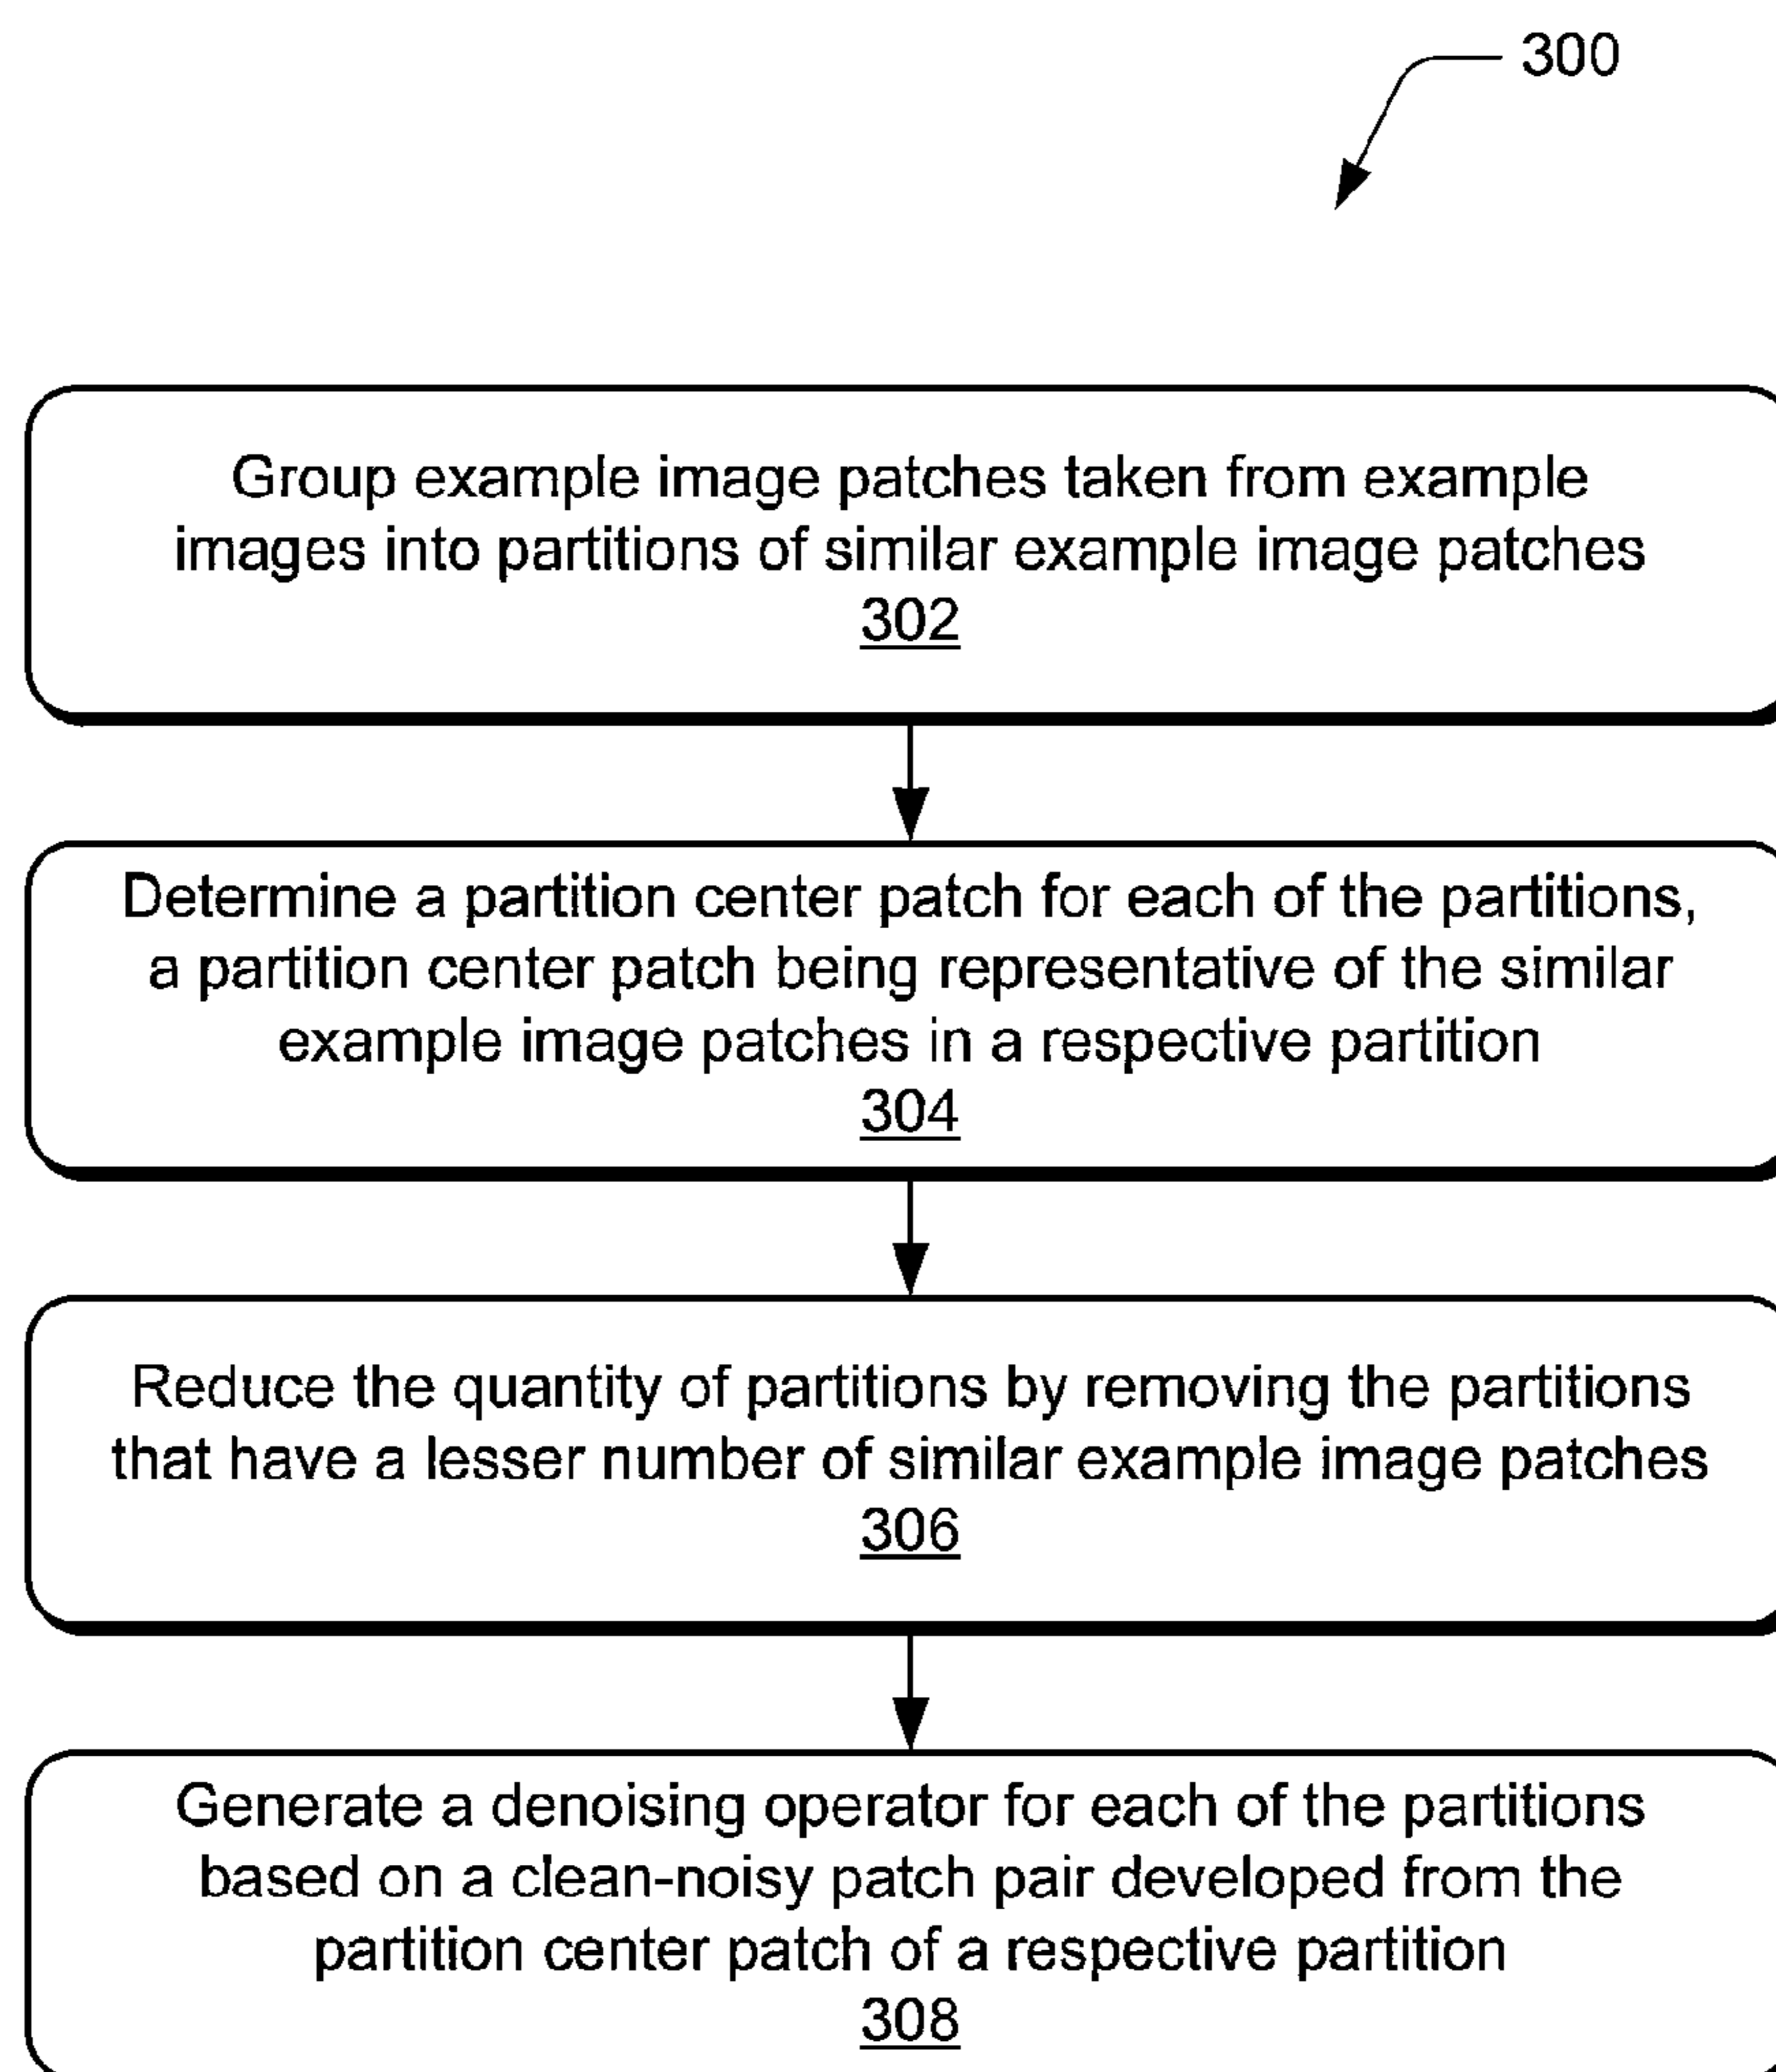 300
Group example image patches taken from example
images into partitions of similar example image patches
302
Determine a partition center patch for each of the partitions,
a partition center patch being representative of the similar
example image patches in a respective partition
304
Reduce the quantity of partitions by removing the partitions
that have a lesser number of similar example image patches
306
Generate a denoising operator for each of the partitions
based on a clean-noisy patch pair developed from the
partition center patch of a respective partition
308